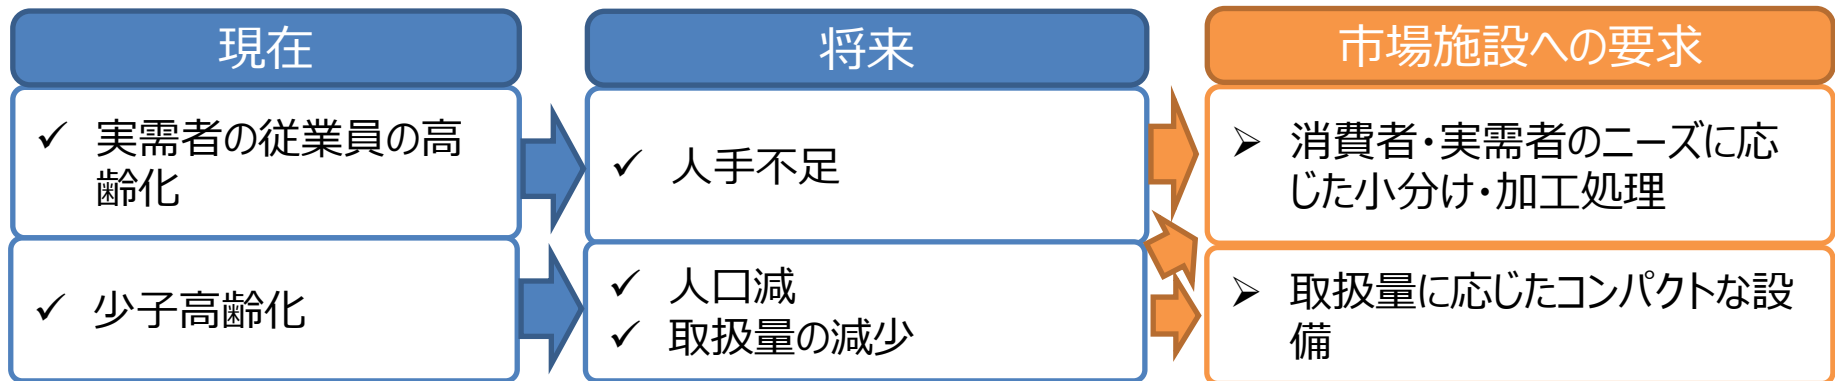 現在
✓ 実需者の従業員の高
齢化
✓ 少子高齢化
将来
✓ 人手不足
✓ 人口減
✓ 取扱量の減少
市場施設への要求
➢ 消費者・実需者のニーズに応
じた小分け・加工処理
➢ 取扱量に応じたコンパクトな設
備